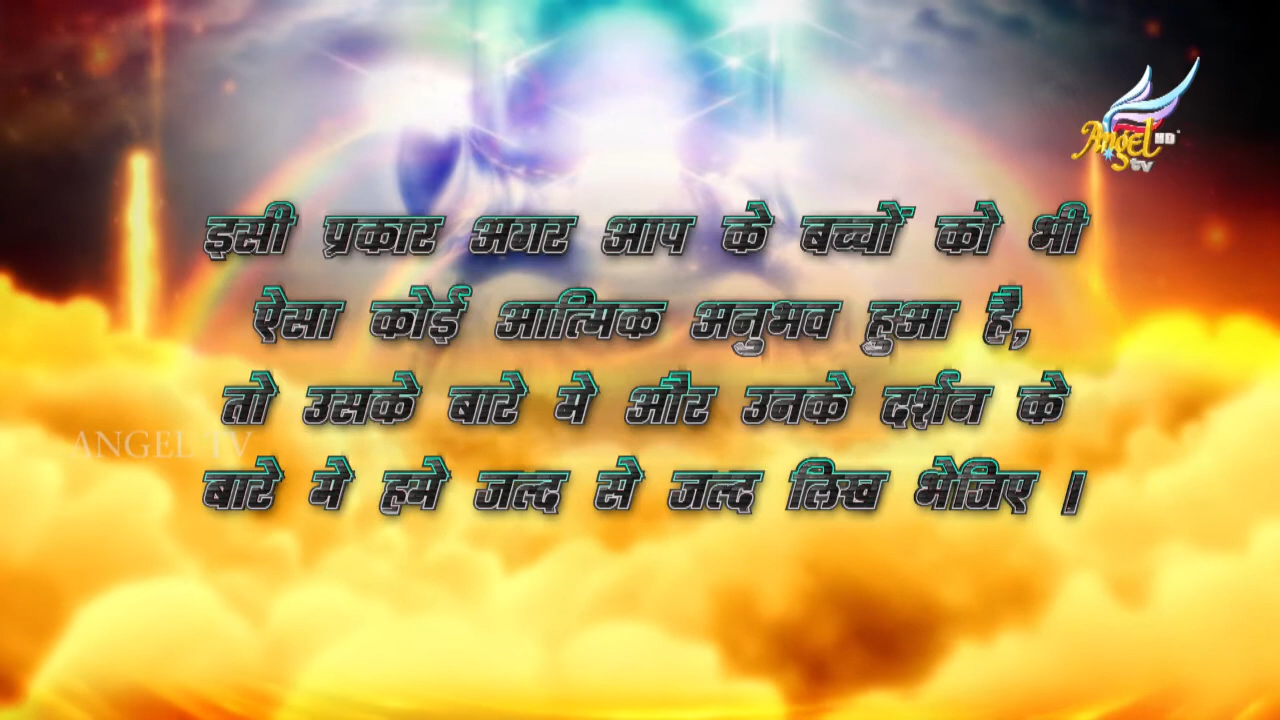 Angel HD
tv
इसी प्रकार अगर आप के बच्चों को भी
ऐसा कोई आत्मिक अनुभव हुआ है,
तो उसके बारे मे और उनके दर्शन के
ANGEL TV
बारे मे हमे जल्द से जल्द लिख भेजिए ।